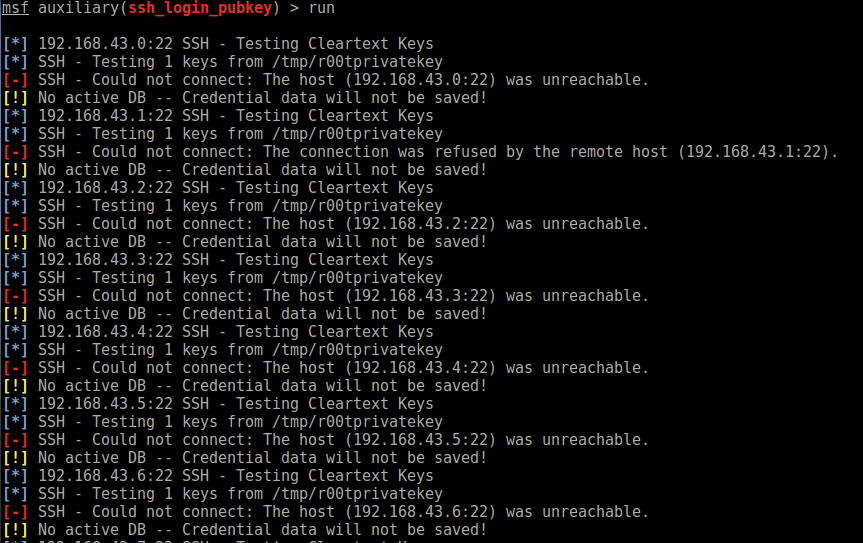 msf auxiliary(ssh_login_pubkey) > run
[*] 192.168.43.0:22 SSH - Testing Cleartext Keys
[*] SSH - Testing 1 keys from /tmp/r00tprivatekey
[-] SSH - Could not connect: The host (192.168.43.0:22) was unreachable.
[!] No active DB -- Credential data will not be saved!
[*] 192.168.43.1:22 SSH - Testing Cleartext Keys
[*] SSH - Testing 1 keys from /tmp/r00tprivatekey
[-] SSH - Could not connect: The connection was refused by the remote host (192.168.43.1:22).
[!] No active DB -- Credential data will not be saved!
[*] 192.168.43.2:22 SSH - Testing Cleartext Keys
[*] SSH - Testing 1 keys from /tmp/r00tprivatekey
[-] SSH - Could not connect: The host (192.168.43.2:22) was unreachable.
[!] No active DB -- Credential data will not be saved!
[*] 192.168.43.3:22 SSH - Testing Cleartext Keys
[*] SSH - Testing 1 keys from /tmp/r00tprivatekey
[-] SSH - Could not connect: The host (192.168.43.3:22) was unreachable.
[!] No active DB -- Credential data will not be saved!
[*] 192.168.43.4:22 SSH - Testing Cleartext Keys
[*] SSH - Testing 1 keys from /tmp/r00tprivatekey
[-] SSH - Could not connect: The host (192.168.43.4:22) was unreachable.
[!] No active DB -- Credential data will not be saved!
[*] 192.168.43.5:22 SSH - Testing Cleartext Keys
[*] SSH - Testing 1 keys from /tmp/r00tprivatekey
[-] SSH - Could not connect: The host (192.168.43.5:22) was unreachable.
[!] No active DB -- Credential data will not be saved!
[*] 192.168.43.6:22 SSH - Testing Cleartext Keys
[*] SSH - Testing 1 keys from /tmp/r00tprivatekey
[-] SSH - Could not connect: The host (192.168.43.6:22) was unreachable.
[!] No active DB -- Credential data will not be saved!